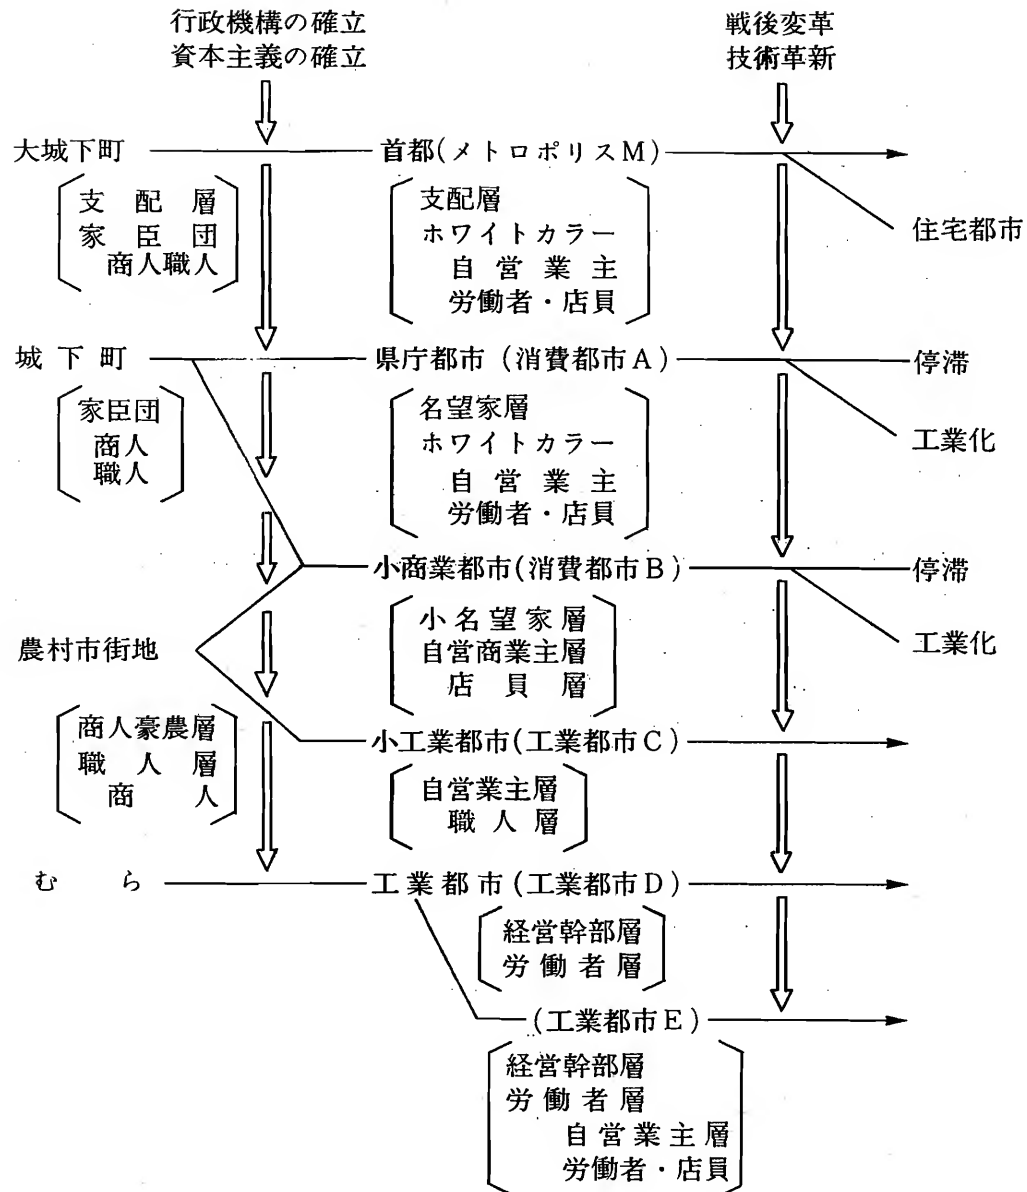 行政機構の確立
資本主義の確立
戦後変革
技術革新
大城下町
首都(メトロポリスM)
支配層
家臣団
商人職人
支配層
ホワイトカラー
自営業主
労働者・店員
住宅都市
城下町
県庁都市(消費都市A)
停滞
家臣団
商人
職人
名望家層
ホワイトカラー
自営業主
労働者・店員
工業化
小商業都市(消費都市B)
停滞
農村市街地
小名望家層
自営商業主層
店員層
工業化
商人豪農層
職人層
商人
小工業都市(工業都市C)
自営業主層
職人層
むら
工業都市(工業都市D)
経営幹部層
労働者層
(工業都市E)
経営幹部層
労働者層
自営業主層
労働者・店員